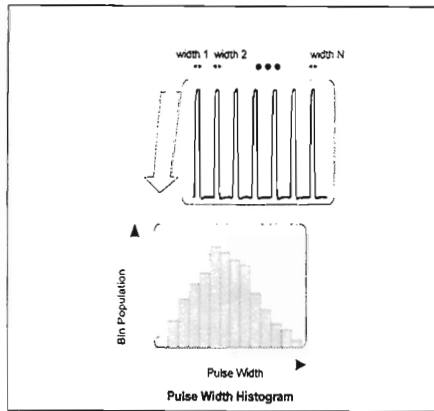 width 1 width 2 ●●● width N
Bin Population
Pulse Width
Pulse Width Histogram